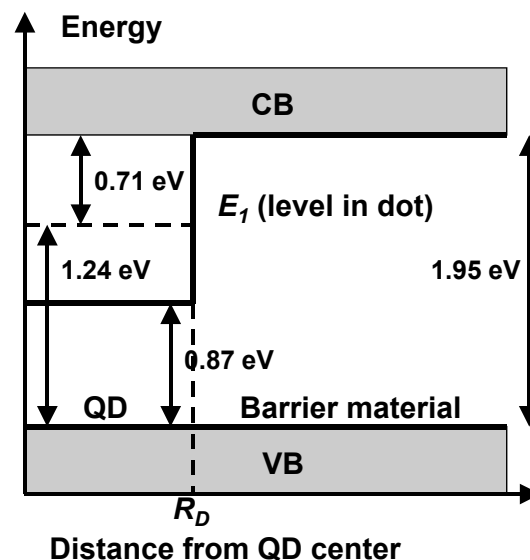 Energy
CB
0.71 eV
E1 (level in dot)
1.24 eV
1.95 eV
0.87 eV
QD
Barrier material
VB
RD
Distance from QD center